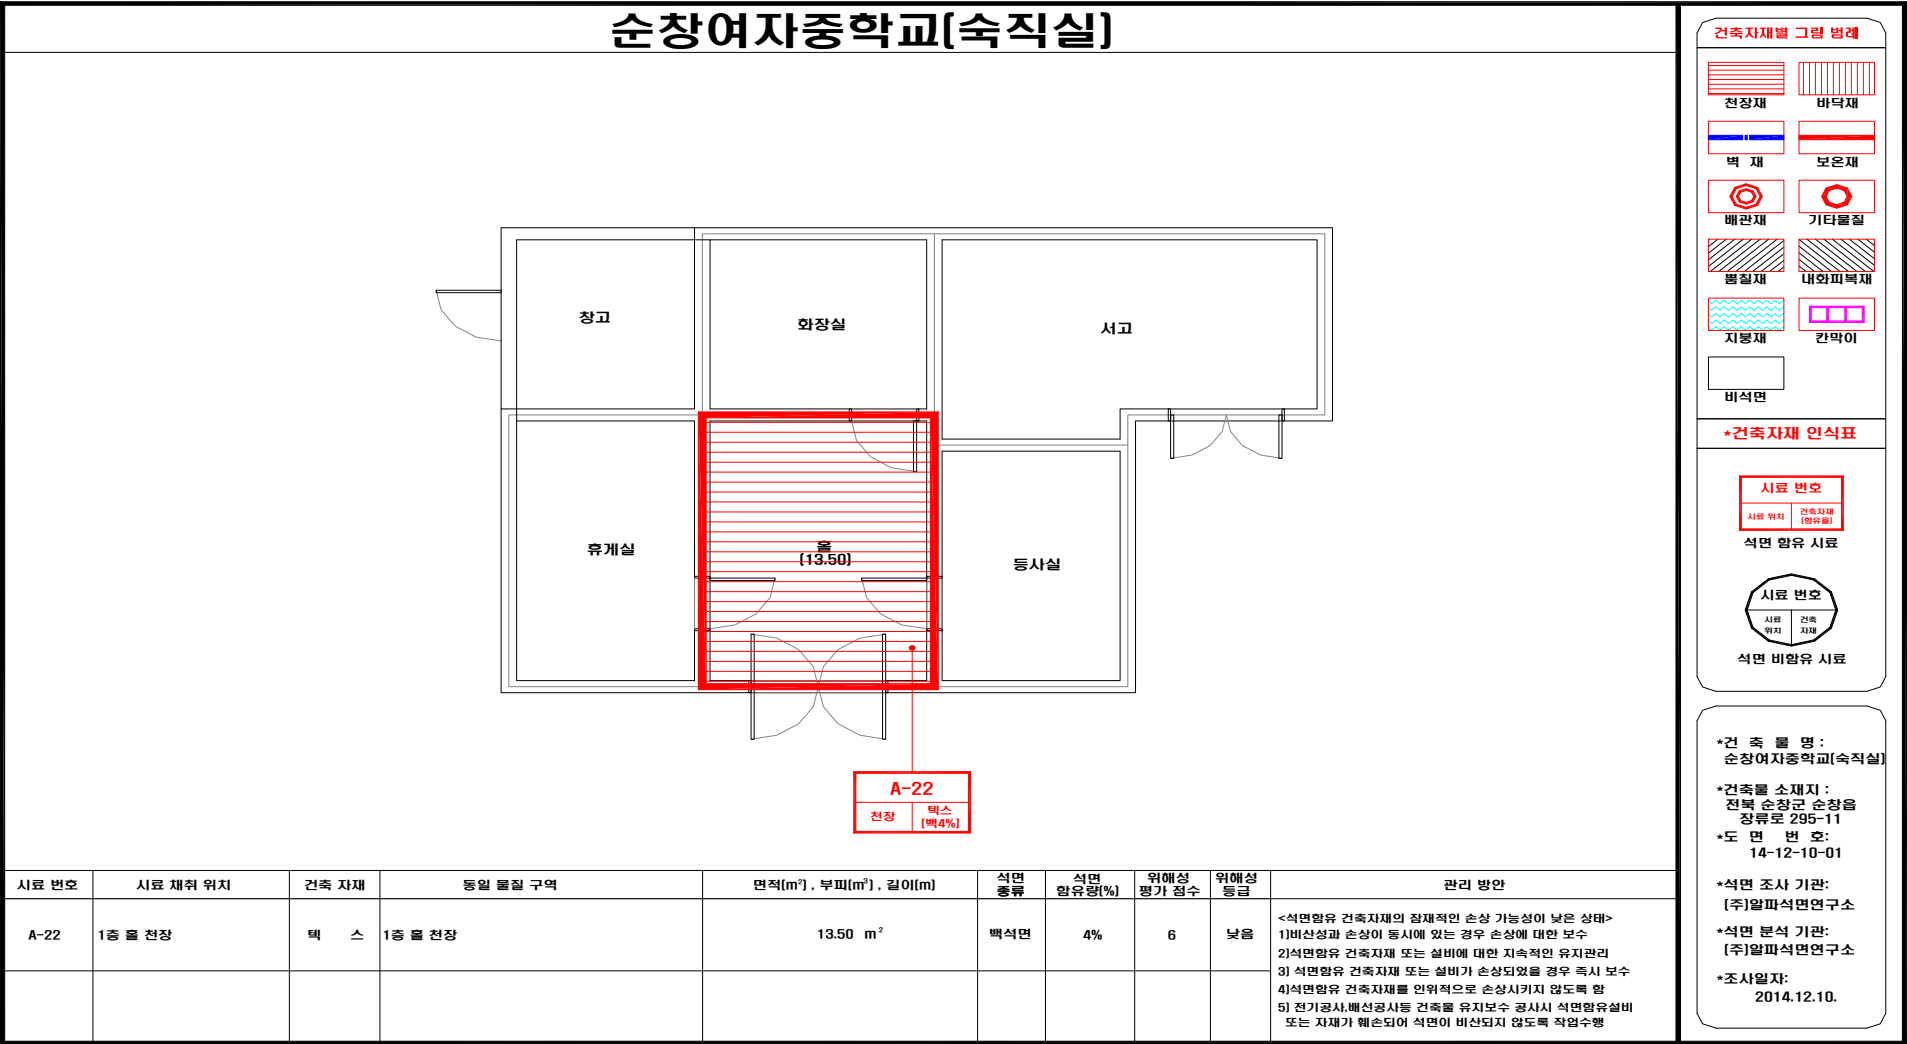 순창여자중학교(숙직실)
창고
화장실
서고
휴게실
홀
(13.50)
등사실
A-22
천장
텍스
(백4%)
시료 번호
시료 채취 위치
건축 자재
동일 물질 구역
면적(m²) , 부피(m³) , 길이(m)
석면
종류
석면
함유량(%)
위해성
평가 점수
위해성
등급
관리 방안
A-22
1층 홀 천장
텍 스
1층 홀 천장
13.50 m²
백석면
4%
6
낮음
<석면함유 건축자재의 잠재적인 손상 가능성이 낮은 상태>
1)비산성과 손상이 동시에 있는 경우 손상에 대한 보수
2)석면함유 건축자재 또는 설비에 대한 지속적인 유지관리
3) 석면함유 건축자재 또는 설비가 손상되었을 경우 즉시 보수
4)석면함유 건축자재를 인위적으로 손상시키지 않도록 함
5) 전기공사,배선공사등 건축물 유지보수 공사시 석면함유설비
또는 자재가 훼손되어 석면이 비산되지 않도록 작업수행
건축자재별 그림 범례
천장재
바닥재
벽 재
보온재
배관재
기타물질
뿜칠재
내화피복재
지붕재
칸막이
비석면
*건축자재 인식표
시료 번호
시료 위치
건축자재
(함유율)
석면 함유 시료
시료 번호
시료
위치
건축
자재
석면 비함유 시료
*건 축 물 명 :
순창여자중학교(숙직실)
*건축물 소재지 :
전북 순창군 순창읍
장류로 295-11
*도 면 번 호:
14-12-10-01
*석면 조사 기관:
(주)알파석면연구소
*석면 분석 기관:
(주)알파석면연구소
*조사일자:
2014.12.10.